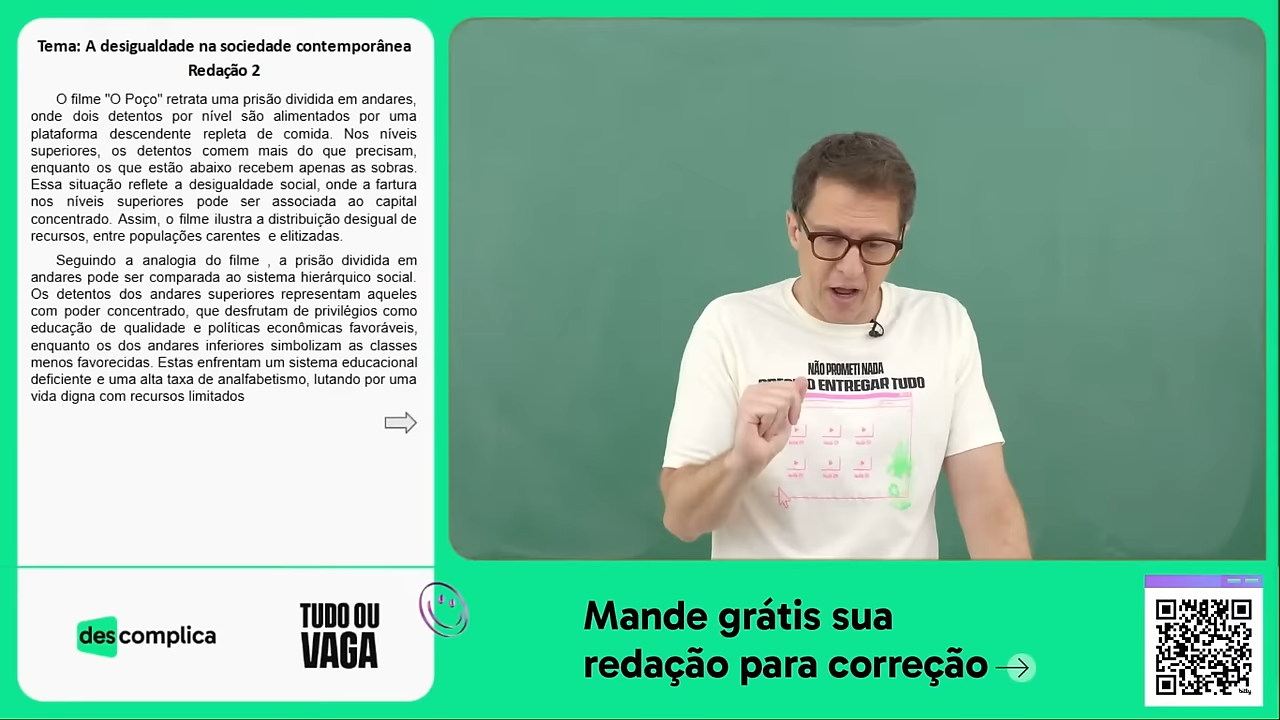 Tema: A desigualdade na sociedade contemporânea
Redação 2
O filme "O Poço" retrata uma prisão dividida em andares,
onde dois detentos por nível são alimentados por uma
plataforma descendente repleta de comida. Nos níveis
superiores, os detentos comem mais do que precisam,
enquanto os que estão abaixo recebem apenas as sobras.
Essa situação reflete a desigualdade social, onde a fartura
nos níveis superiores pode ser associada ao capital
concentrado. Assim, o filme ilustra a distribuição desigual de
recursos, entre populações carentes e elitizadas.
Seguindo a analogia do filme , a prisão dividida em
andares pode ser comparada ao sistema hierárquico social.
Os detentos dos andares superiores representam aqueles
com poder concentrado, que desfrutam de privilégios como
educação de qualidade e políticas econômicas favoráveis,
enquanto os dos andares inferiores simbolizam as classes
menos favorecidas. Estas enfrentam um sistema educacional
deficiente e uma alta taxa de analfabetismo, lutando por uma
vida digna com recursos limitados
NÃO PROMETI NADA
ENTREGAR TUDO
descomplica
TUDO OU
VAGA
Mande grátis sua
redação para correção
bitly